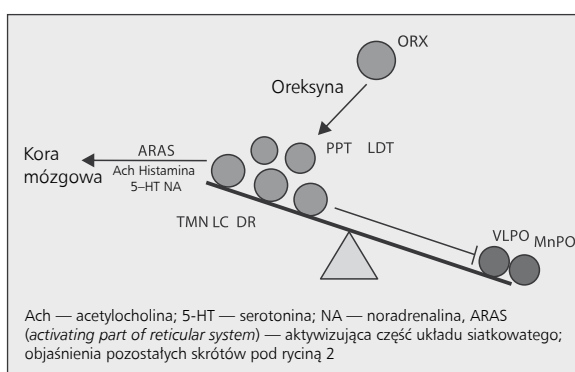 ORX
Oreksyna
PPT LDT
Kora
mózgowa
ARAS
Ach Histamina
5–HT NA
TMN LC DR
VLPO MnPO
Ach — acetylocholina; 5-HT — serotonina; NA — noradrenalina, ARAS
(activating part of reticular system) — aktywizująca część układu siatkowatego;
objaśnienia pozostałych skrótów pod ryciną 2